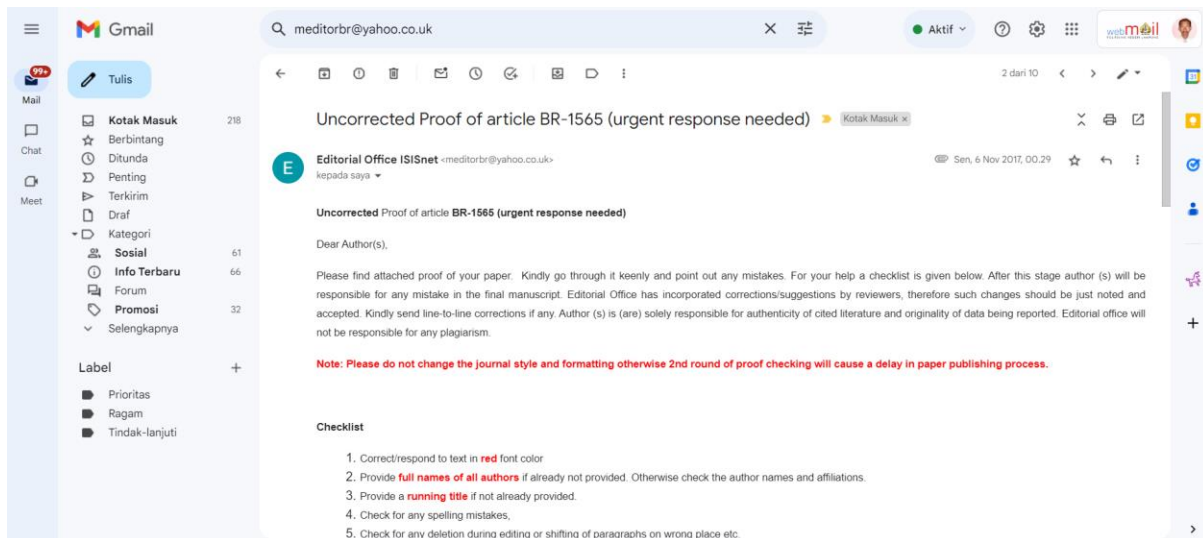 Gmail
meditorbr@yahoo.co.uk
Aktif
webmail
99+
Mail
Chat
Meet
Tulis
Kotak Masuk 218
Berbintang
Ditunda
Penting
Terkirim
Draf
Kategori
Sosial 61
Info Terbaru 66
Forum
Promosi 32
Selengkapnya
Label
Prioritas
Ragam
Tindak-lanjuti
2 dari 10
Uncorrected Proof of article BR-1565 (urgent response needed) Kotak Masuk ×
Editorial Office ISISnet <meditorbr@yahoo.co.uk> Sen, 6 Nov 2017, 00.29
kepada saya
E
Uncorrected Proof of article BR-1565 (urgent response needed)
Dear Author(s),
Please find attached proof of your paper. Kindly go through it keenly and point out any mistakes. For your help a checklist is given below. After this stage author (s) will be
responsible for any mistake in the final manuscript. Editorial Office has incorporated corrections/suggestions by reviewers, therefore such changes should be just noted and
accepted. Kindly send line-to-line corrections if any. Author (s) is (are) solely responsible for authenticity of cited literature and originality of data being reported. Editorial office will
not be responsible for any plagiarism.
Note: Please do not change the journal style and formatting otherwise 2nd round of proof checking will cause a delay in paper publishing process.
Checklist
1. Correct/respond to text in red font color
2. Provide full names of all authors if already not provided. Otherwise check the author names and affiliations.
3. Provide a running title if not already provided.
4. Check for any spelling mistakes,
5. Check for any deletion during editing or shifting of paragraphs on wrong place etc.
31